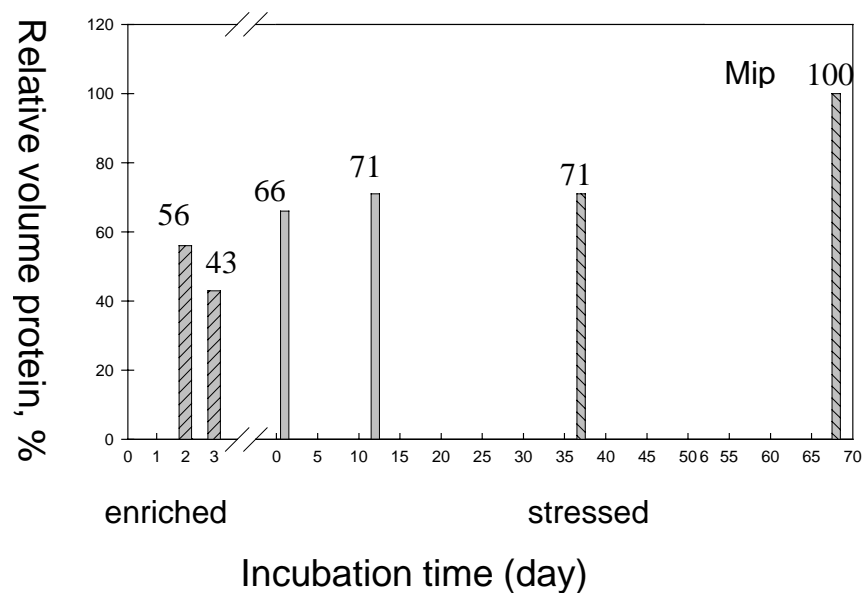 Relative volume protein, %
120
100
80
60
40
20
0
Mip
56
43
66
71
71
100
0 1 2 3 0 5 10 15 20 25 30 35 40 45 50 6 55 60 65 70
enriched stressed
Incubation time (day)